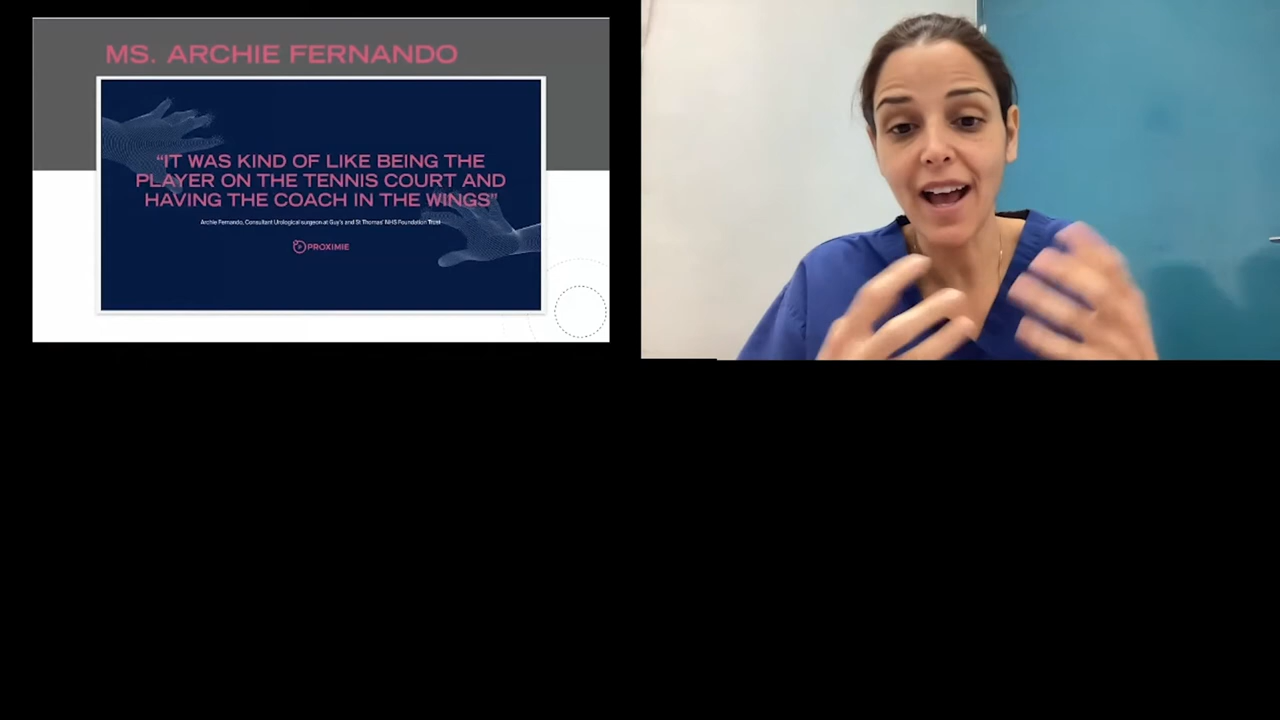 MS. ARCHIE FERNANDO
“IT WAS KIND OF LIKE BEING THE
PLAYER ON THE TENNIS COURT AND
HAVING THE COACH IN THE WINGS”
Archie Fernando, Consultant Urological surgeon at Guy's and St Thomas' NHS Foundation Trust
PROXIMIE